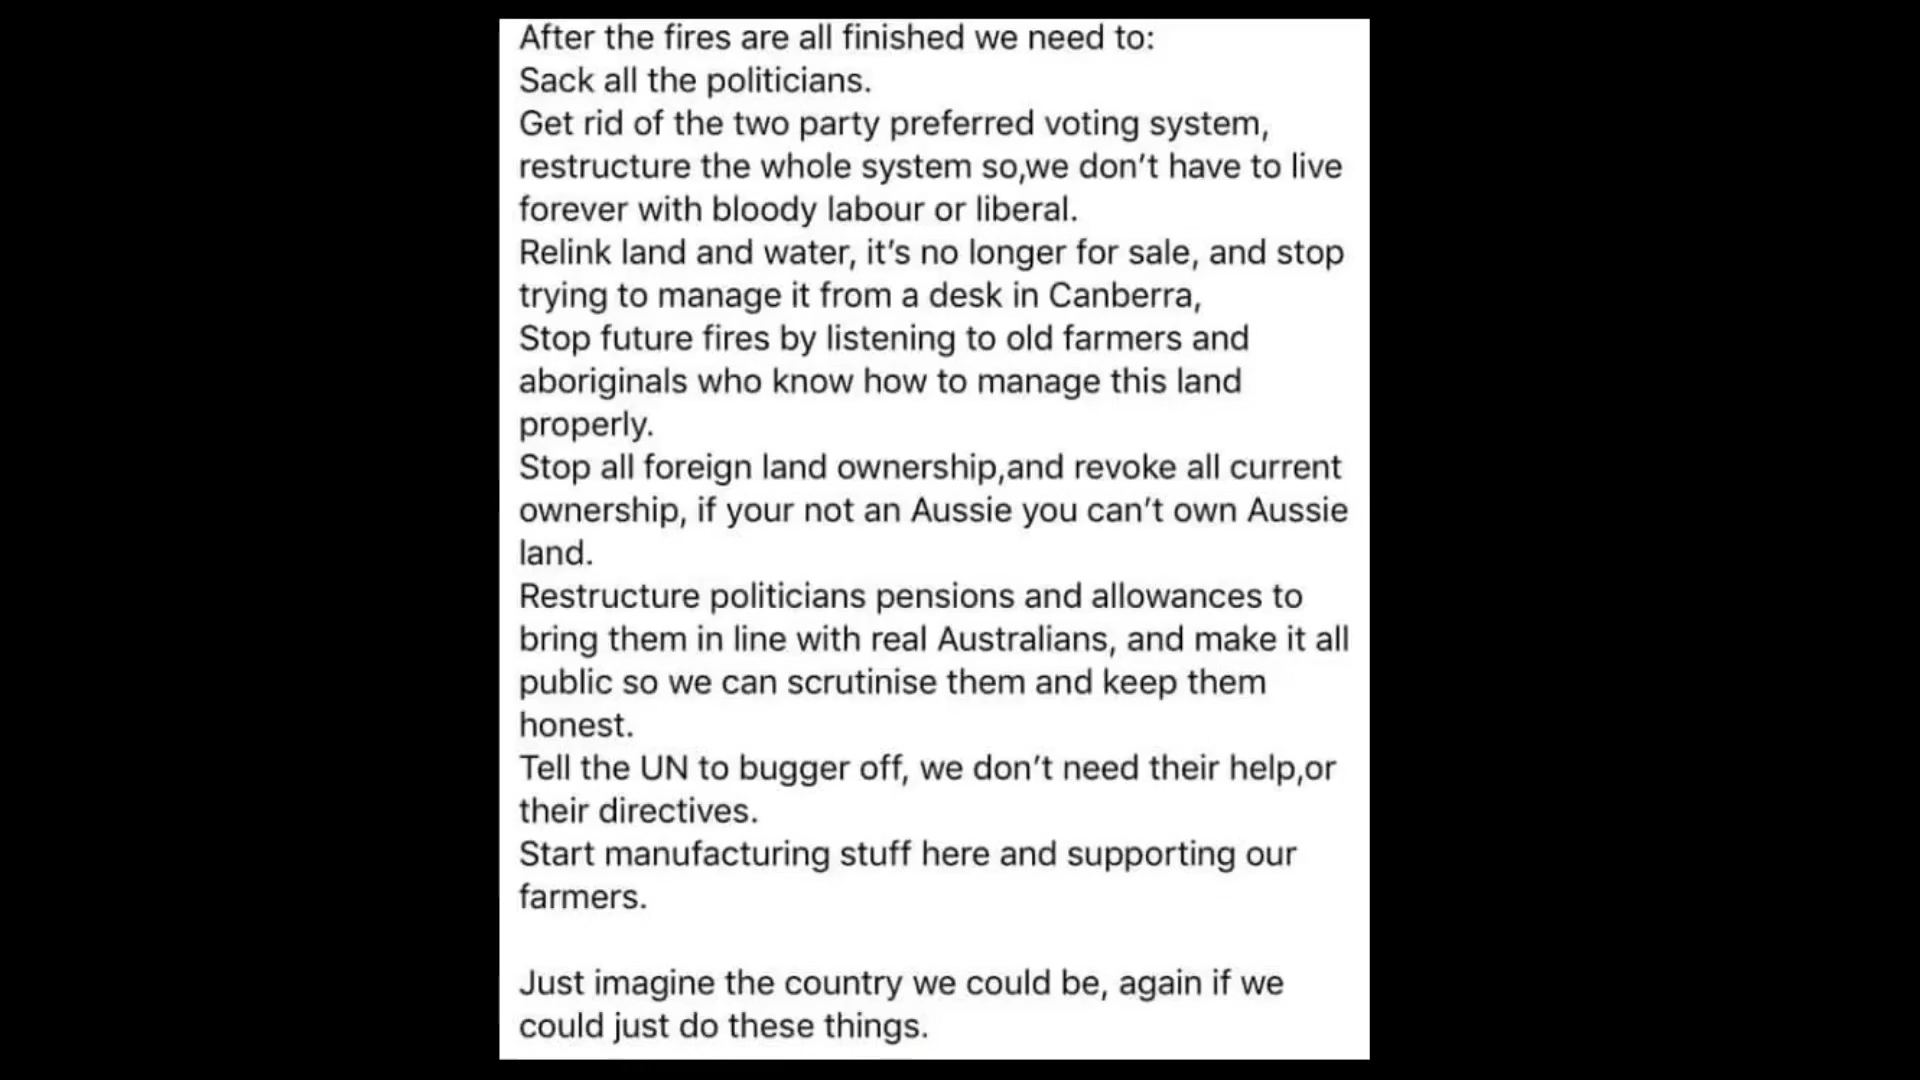 After the fires are all finished we need to:
Sack all the politicians.
Get rid of the two party preferred voting system,
restructure the whole system so,we don't have to live
forever with bloody labour or liberal.
Relink land and water, it's no longer for sale, and stop
trying to manage it from a desk in Canberra,
Stop future fires by listening to old farmers and
aboriginals who know how to manage this land
properly.
Stop all foreign land ownership,and revoke all current
ownership, if your not an Aussie you can't own Aussie
land.
Restructure politicians pensions and allowances to
bring them in line with real Australians, and make it all
public so we can scrutinise them and keep them
honest.
Tell the UN to bugger off, we don't need their help,or
their directives.
Start manufacturing stuff here and supporting our
farmers.
Just imagine the country we could be, again if we
could just do these things.